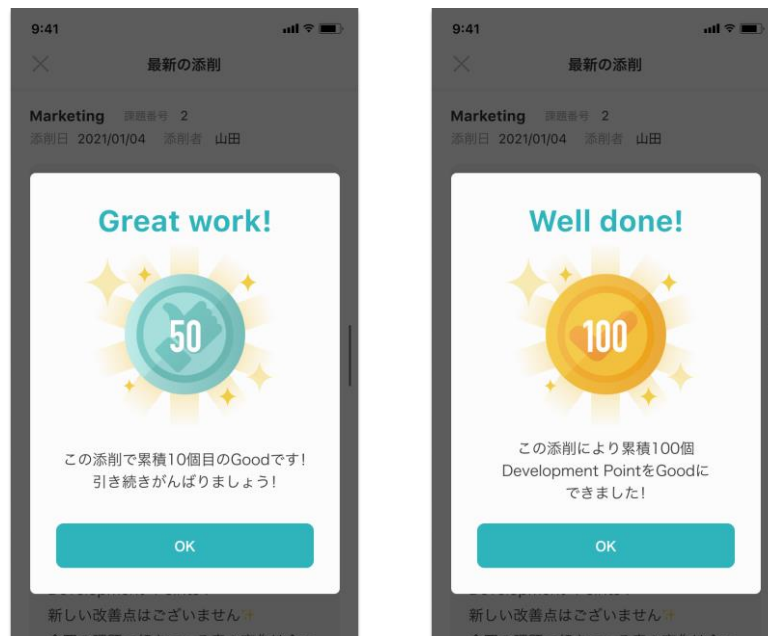 9:41
最新の添削
Marketing 課題番号 2
添削日 2021/01/04 添削者 山田
Great work!
50
この添削で累積10個目のGoodです!
引き続きがんばりましょう!
OK
新しい改善点はございません✨
9:41
最新の添削
Marketing 課題番号 2
添削日 2021/01/04 添削者 山田
Well done!
100
この添削により累積100個
Development PointをGoodに
できました!
OK
新しい改善点はございません✨